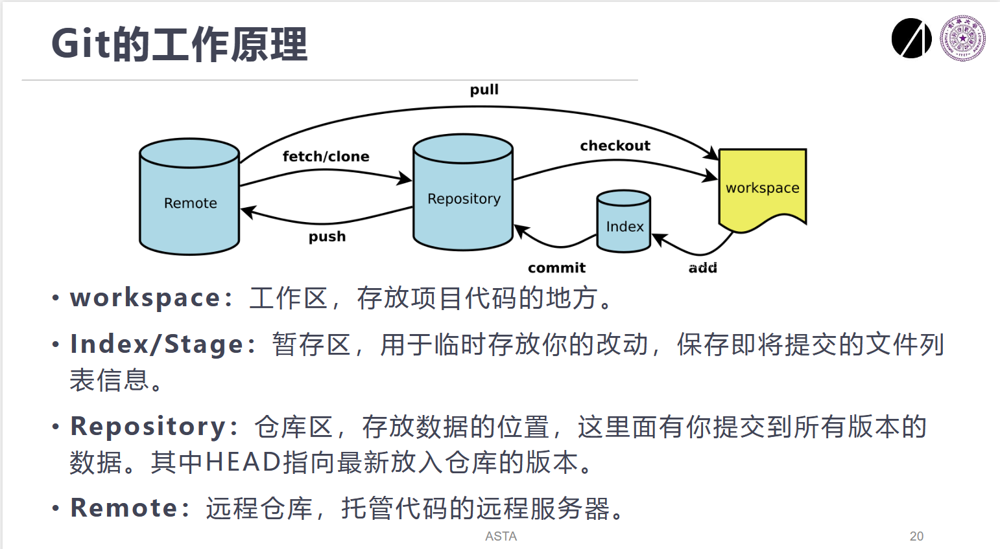 Git的工作原理
pull
fetch/clone
checkout
Remote
Repository
workspace
Index
push
commit
add
• workspace：工作区，存放项目代码的地方。
• Index/Stage：暂存区，用于临时存放你的改动，保存即将提交的文件列
表信息。
• Repository：仓库区，存放数据的位置，这里面有你提交到所有版本的
数据。其中HEAD指向最新放入仓库的版本。
• Remote：远程仓库，托管代码的远程服务器。
ASTA
20